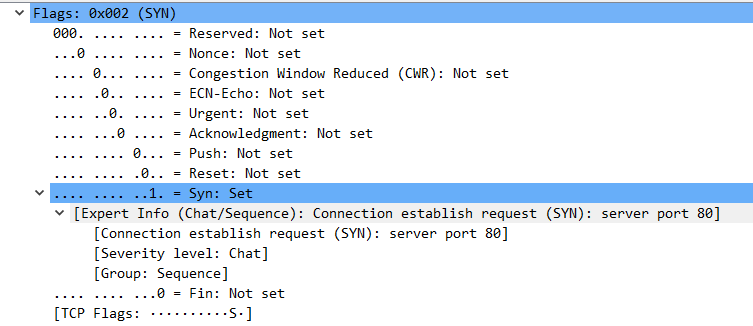 Flags: 0x002 (SYN)
000. .... .... = Reserved: Not set
...0 .... .... = Nonce: Not set
.... 0... .... = Congestion Window Reduced (CWR): Not set
.... .0.. .... = ECN-Echo: Not set
.... ..0. .... = Urgent: Not set
.... ...0 .... = Acknowledgment: Not set
.... .... 0... = Push: Not set
.... .... .0.. = Reset: Not set
.... .... ..1. = Syn: Set
[Expert Info (Chat/Sequence): Connection establish request (SYN): server port 80]
[Connection establish request (SYN): server port 80]
[Severity level: Chat]
[Group: Sequence]
.... .... ...0 = Fin: Not set
[TCP Flags: ··········S·]